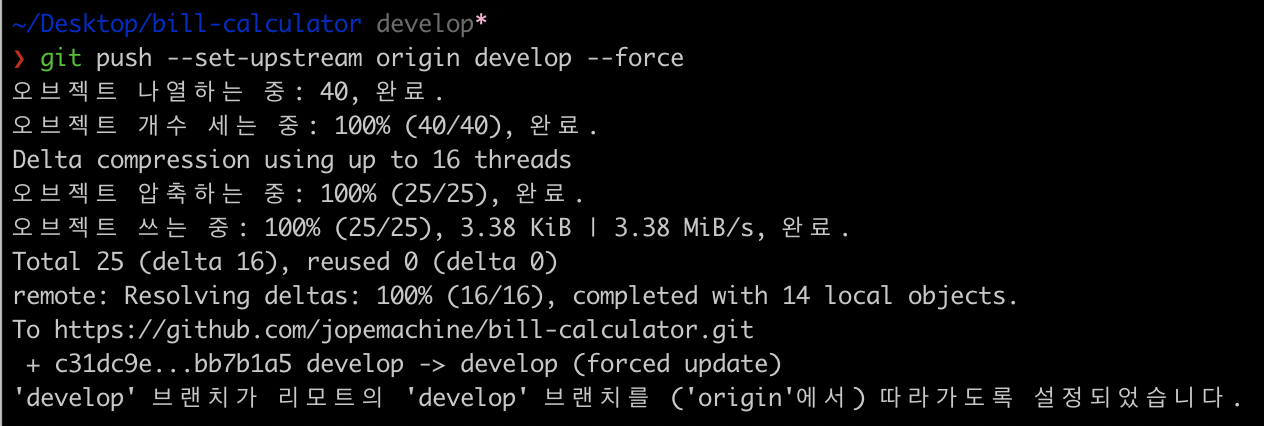 ~/Desktop/bill-calculator develop*
❯ git push --set-upstream origin develop --force
오브젝트 나열하는 중: 40, 완료.
오브젝트 개수 세는 중: 100% (40/40), 완료.
Delta compression using up to 16 threads
오브젝트 압축하는 중: 100% (25/25), 완료.
오브젝트 쓰는 중: 100% (25/25), 3.38 KiB | 3.38 MiB/s, 완료.
Total 25 (delta 16), reused 0 (delta 0)
remote: Resolving deltas: 100% (16/16), completed with 14 local objects.
To https://github.com/jopemachine/bill-calculator.git
 + c31dc9e...bb7b1a5 develop -> develop (forced update)
'develop' 브랜치가 리모트의 'develop' 브랜치를 ('origin'에서) 따라가도록 설정되었습니다.